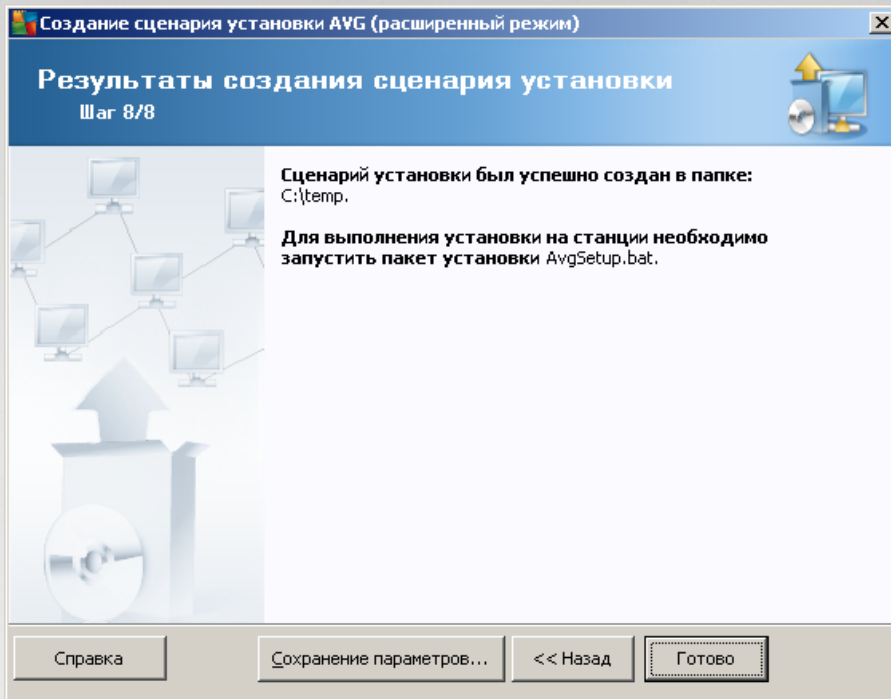 Создание сценария установки AVG (расширенный режим)
Результаты создания сценария установки
Шаг 8/8
Сценарий установки был успешно создан в папке:
C:\temp.
Для выполнения установки на станции необходимо
запустить пакет установки AvgSetup.bat.
Справка
Сохранение параметров...
<< Назад
Готово